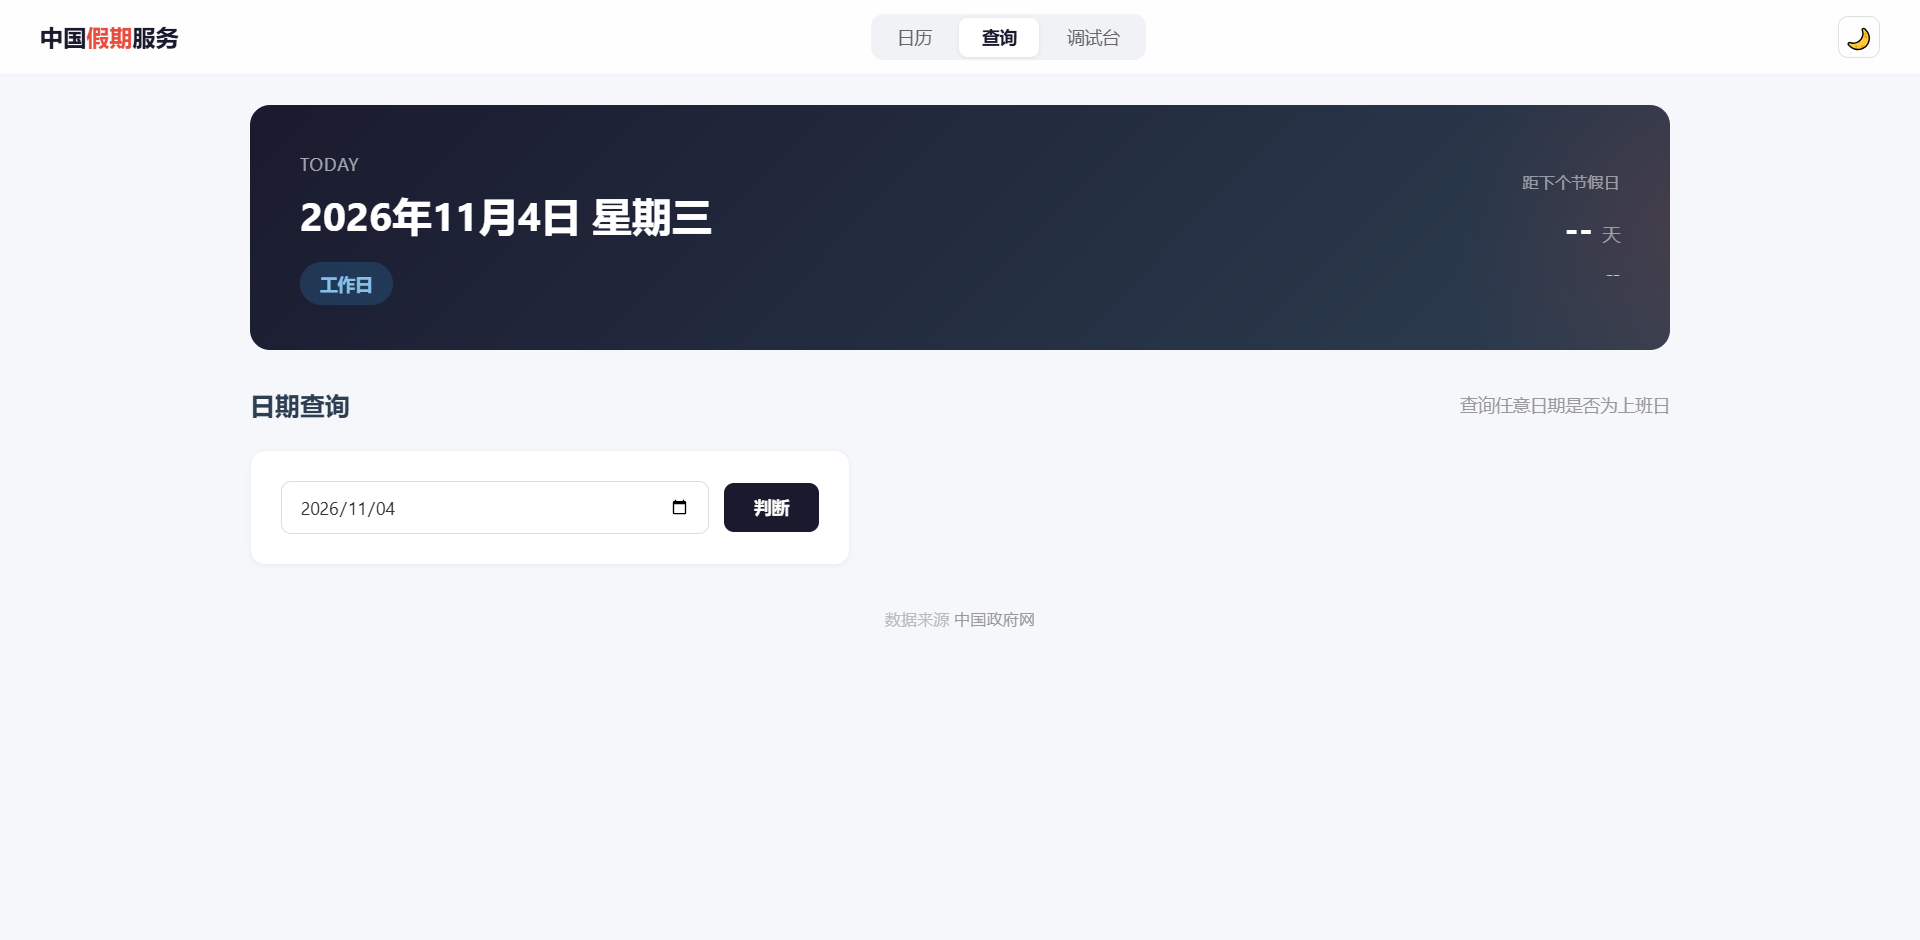 中国假期服务
日历
查询
调试台
TODAY
2026年11月4日 星期三
工作日
距下个节假日
-- 天
--
日期查询
查询任意日期是否为上班日
2026/11/04
判断
数据来源 中国政府网